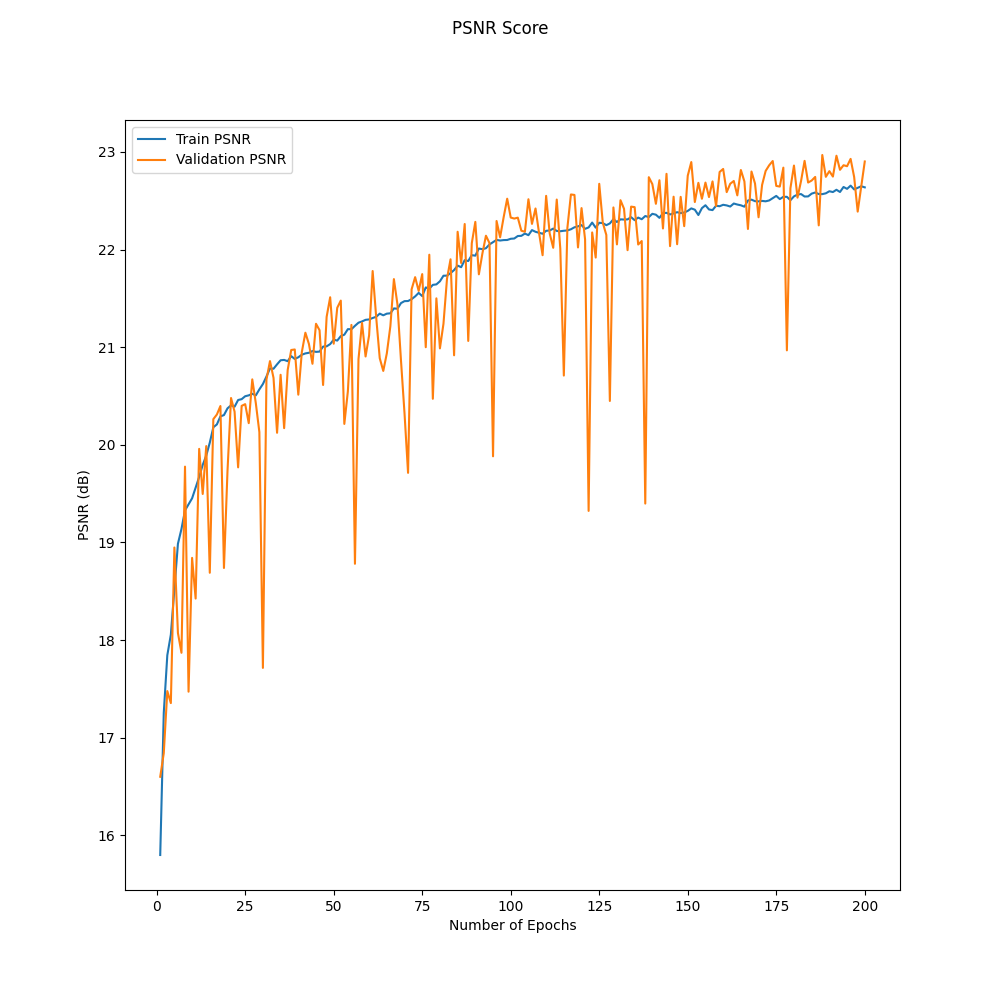 PSNR Score
Train PSNR
Validation PSNR
23
22
21
20
19
18
17
16
PSNR (dB)
0 25 50 75 100 125 150 175 200
Number of Epochs